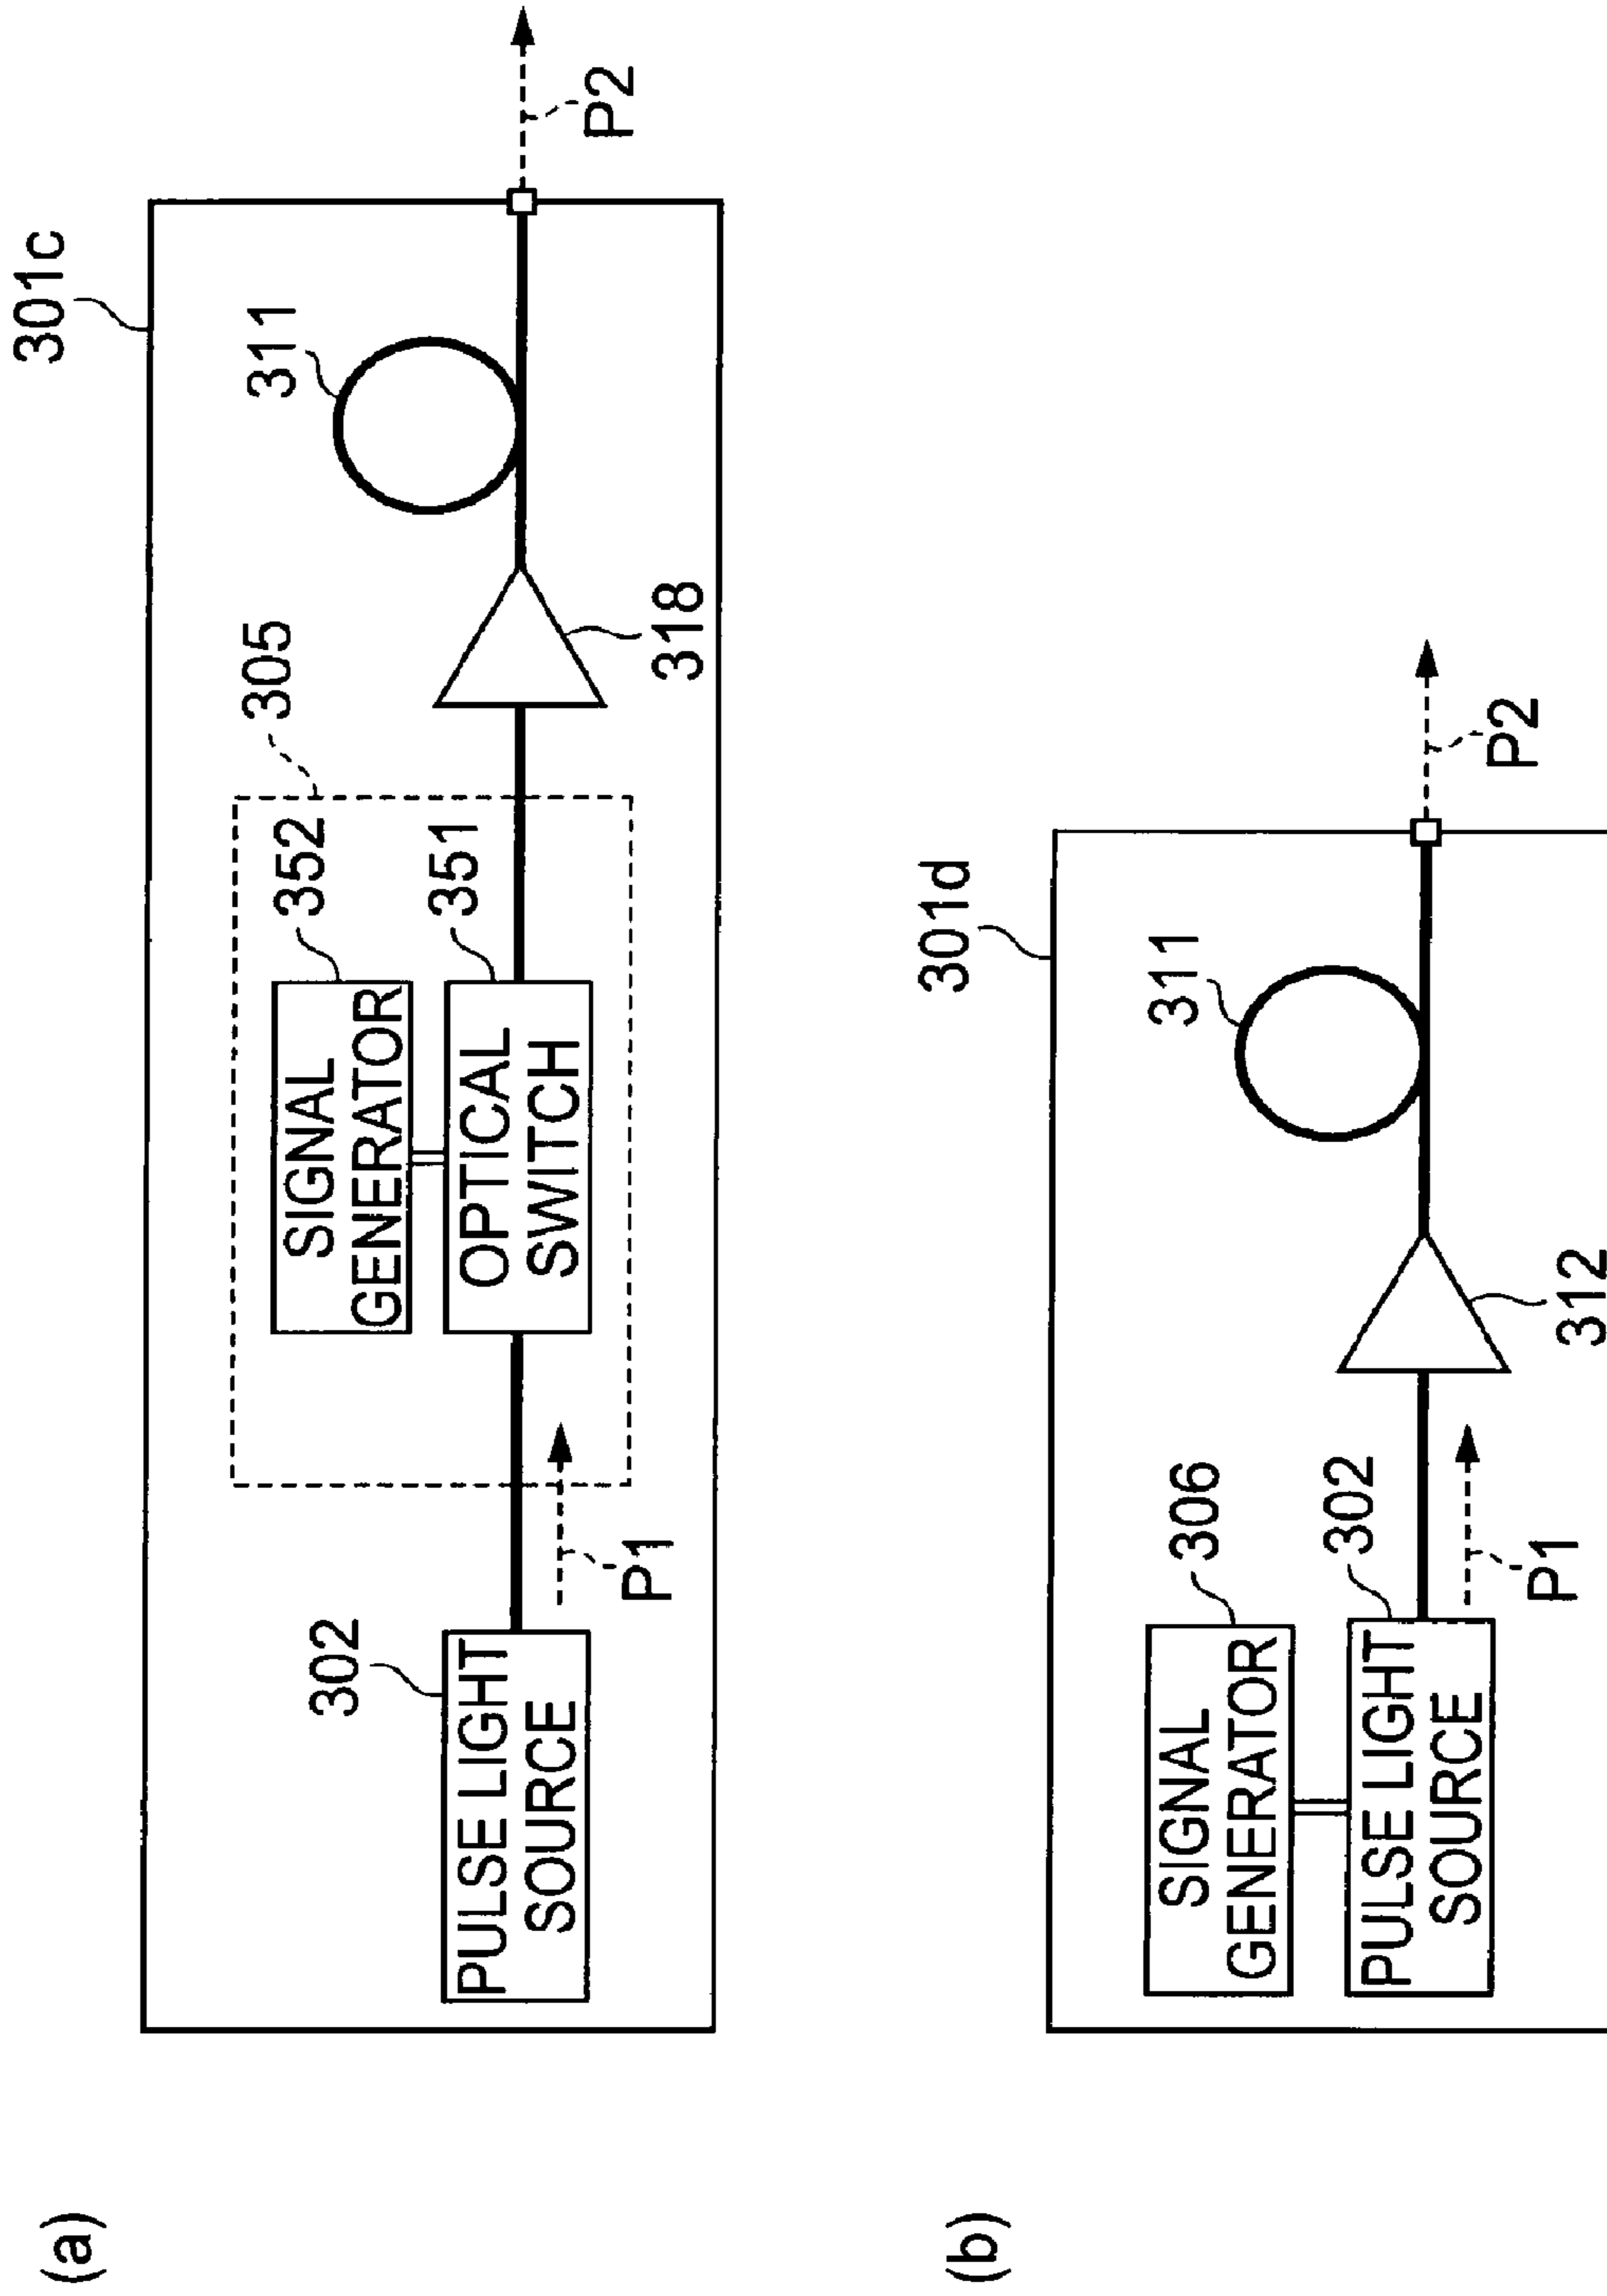 (a)
301c
302
PULSE LIGHT
SOURCE
P1
305
352
SIGNAL
GENERATOR
351
OPTICAL
SWITCH
318
311
P2
(b)
301d
306
SIGNAL
GENERATOR
302
PULSE LIGHT
SOURCE
P1
312
311
P2